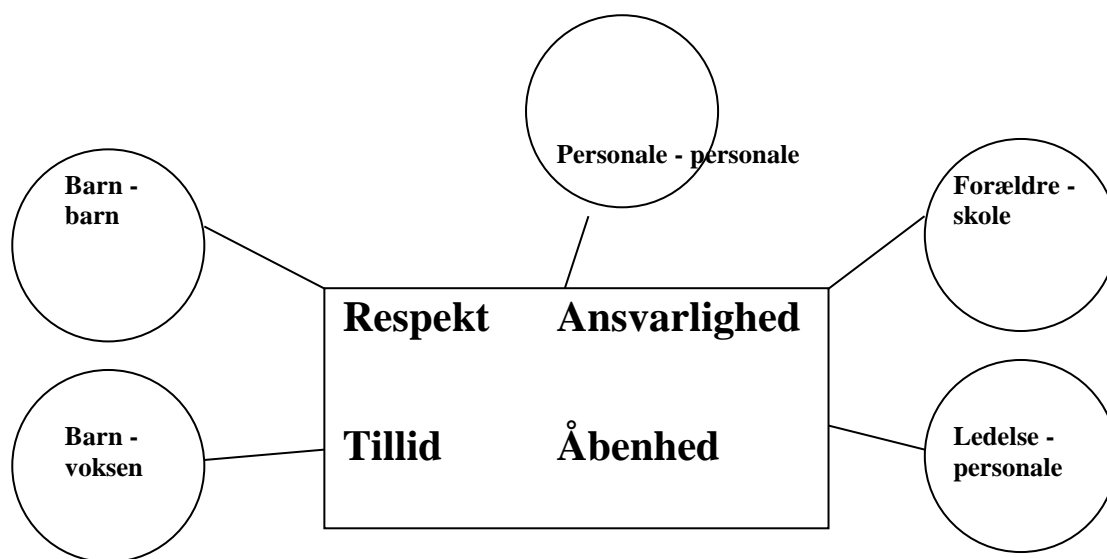 Personale - personale
Barn -
barn
Forældre -
skole
Respekt Ansvarlighed
Tillid Åbenhed
Barn -
voksen
Ledelse -
personale